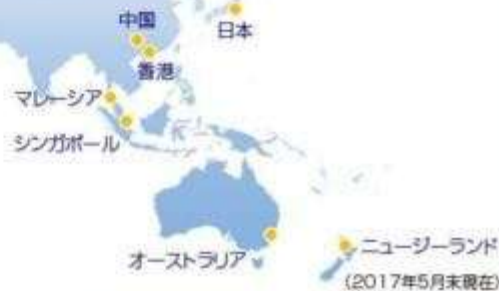 中国
日本
香港
マレーシア
シンガポール
オーストラリア
ニュージーランド
(2017年5月末現在)